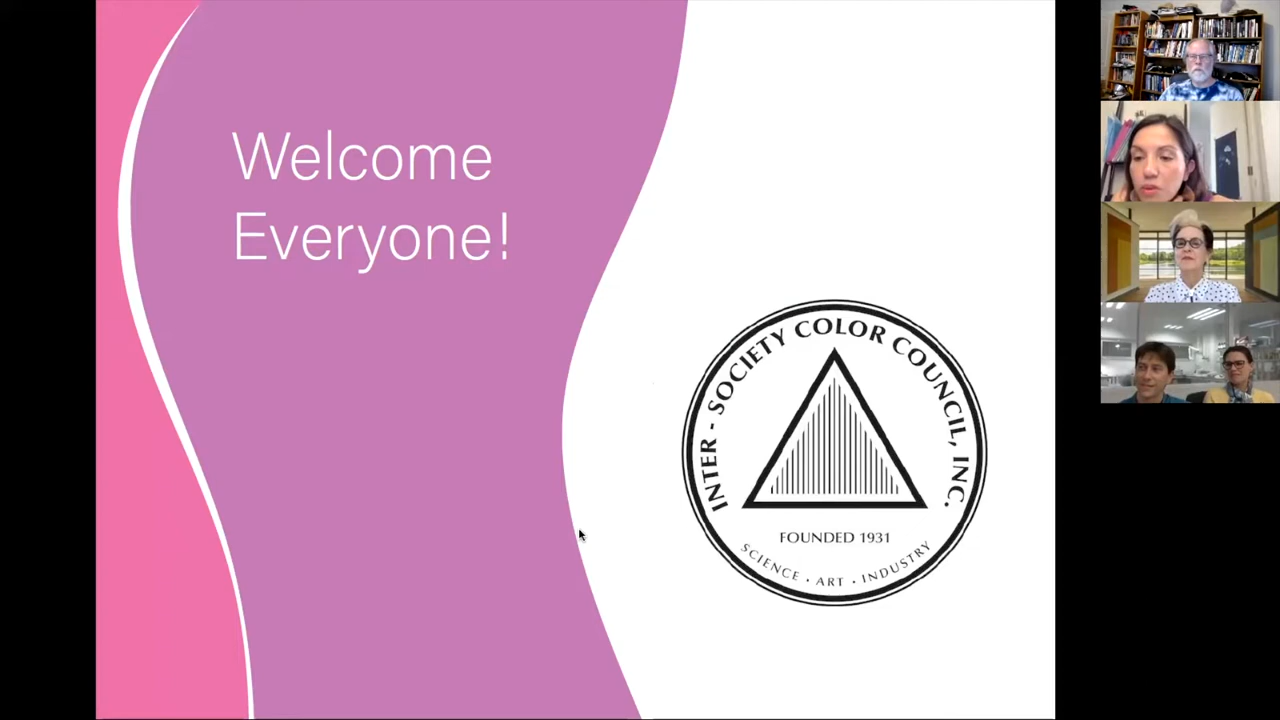 Welcome
Everyone!
INTER - SOCIETY COLOR COUNCIL, INC.
FOUNDED 1931
SCIENCE • ART • INDUSTRY